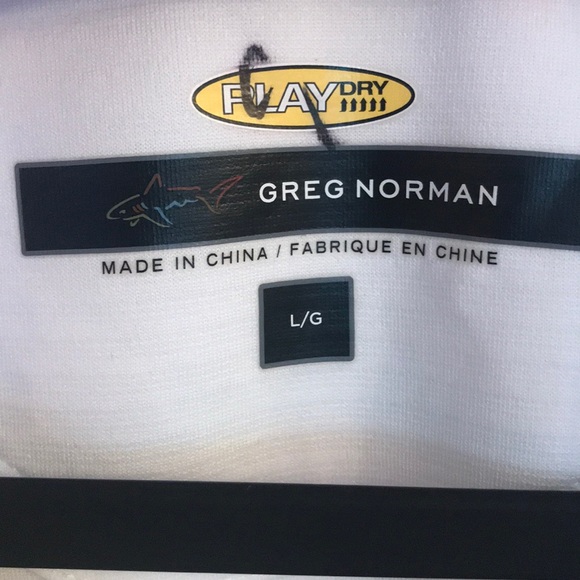 PLAYDRY
GREG NORMAN
MADE IN CHINA / FABRIQUE EN CHINE
L/G